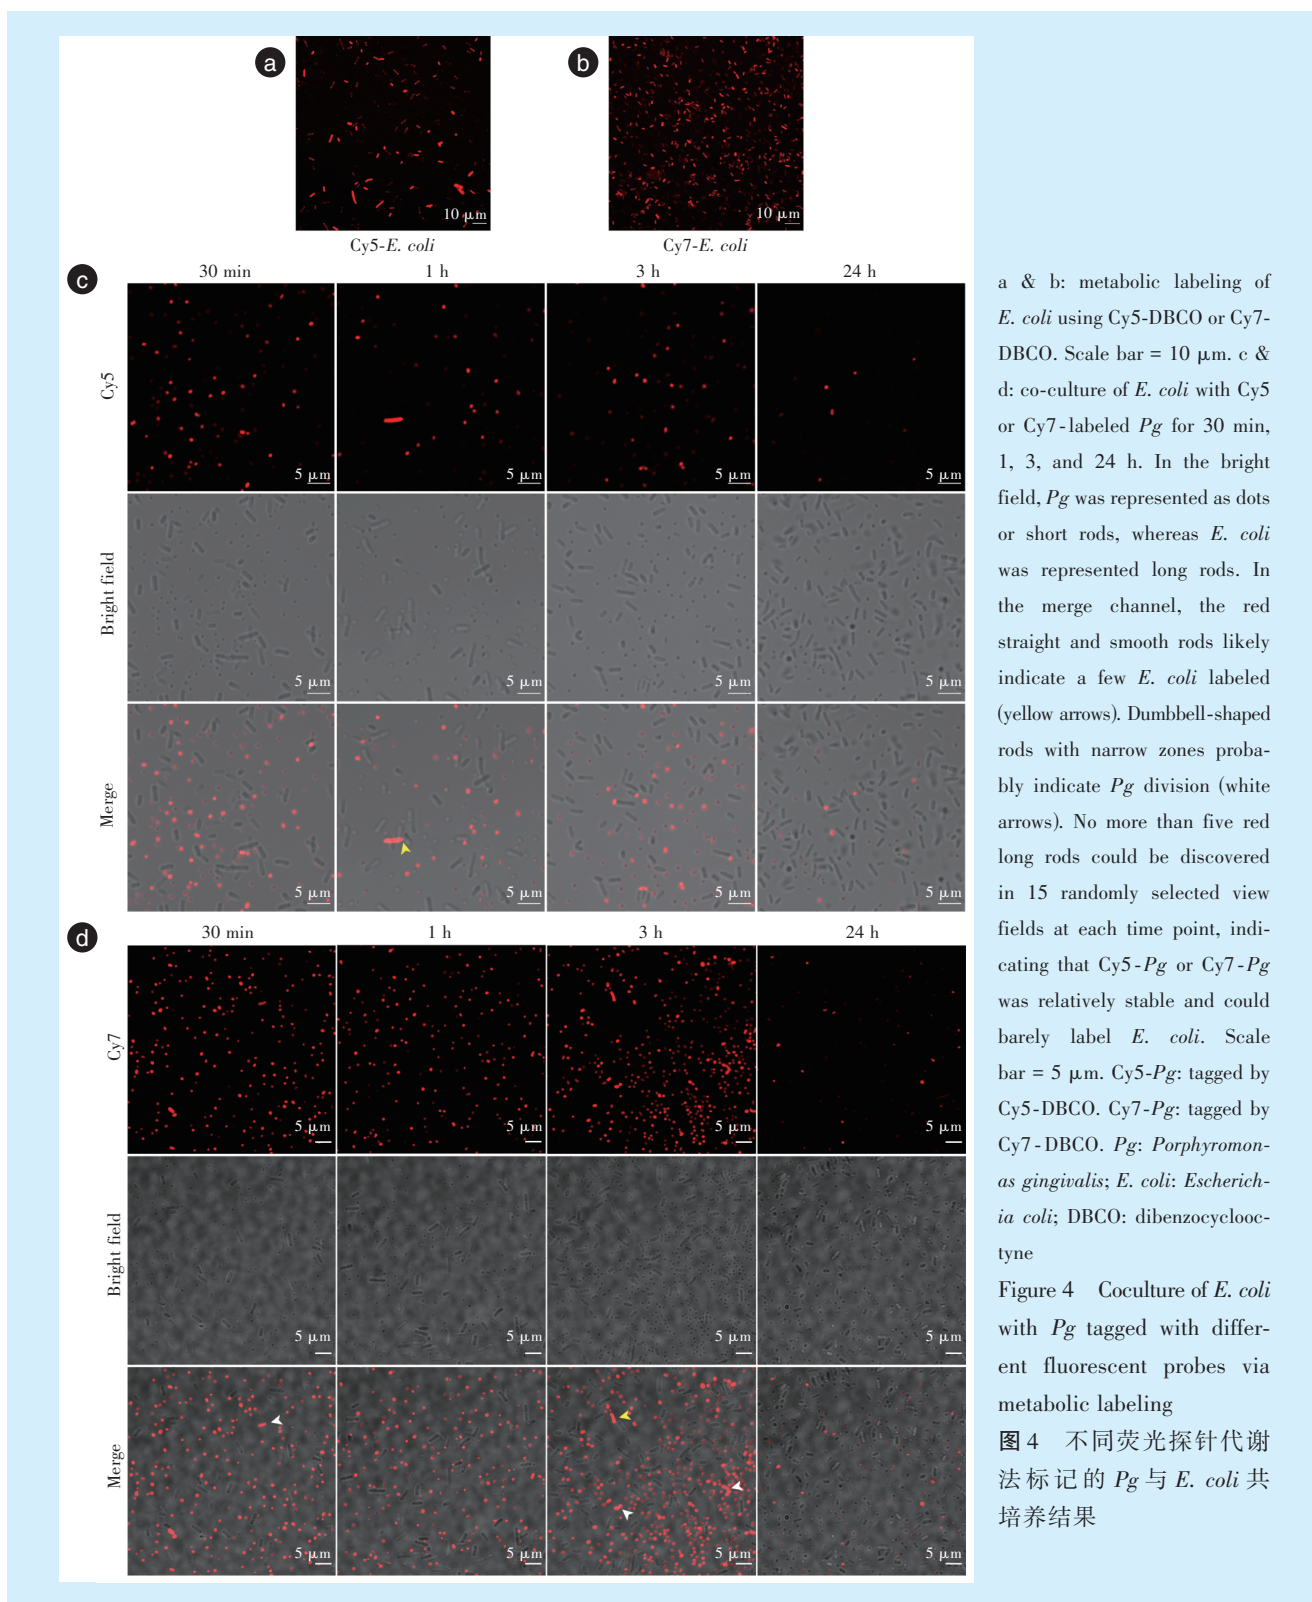 a
b
10 μm
10 μm
Cy5-E. coli
Cy7-E. coli
c
30 min
1 h
3 h
24 h
Cy5
5 μm
5 μm
5 μm
5 μm
Bright field
5 μm
5 μm
5 μm
5 μm
Merge
5 μm
5 μm
5 μm
5 μm
d
30 min
1 h
3 h
24 h
Cy7
5 μm
5 μm
5 μm
5 μm
Bright field
5 μm
5 μm
5 μm
5 μm
Merge
5 μm
5 μm
5 μm
5 μm
a & b: metabolic labeling of
E. coli using Cy5-DBCO or Cy7-
DBCO. Scale bar = 10 μm. c &
d: co-culture of E. coli with Cy5
or Cy7-labeled Pg for 30 min,
1, 3, and 24 h. In the bright
field, Pg was represented as dots
or short rods, whereas E. coli
was represented long rods. In
the merge channel, the red
straight and smooth rods likely
indicate a few E. coli labeled
(yellow arrows). Dumbbell-shaped
rods with narrow zones proba-
bly indicate Pg division (white
arrows). No more than five red
long rods could be discovered
in 15 randomly selected view
fields at each time point, indi-
cating that Cy5-Pg or Cy7-Pg
was relatively stable and could
barely label E. coli. Scale
bar = 5 μm. Cy5-Pg: tagged by
Cy5-DBCO. Cy7-Pg: tagged by
Cy7-DBCO. Pg: Porphyromon-
as gingivalis; E. coli: Escherich-
ia coli; DBCO: dibenzocyclooc-
tyne
Figure 4 Coculture of E. coli
with Pg tagged with differ-
ent fluorescent probes via
metabolic labeling
图4 不同荧光探针代谢
法标记的 Pg 与 E. coli 共
培养结果